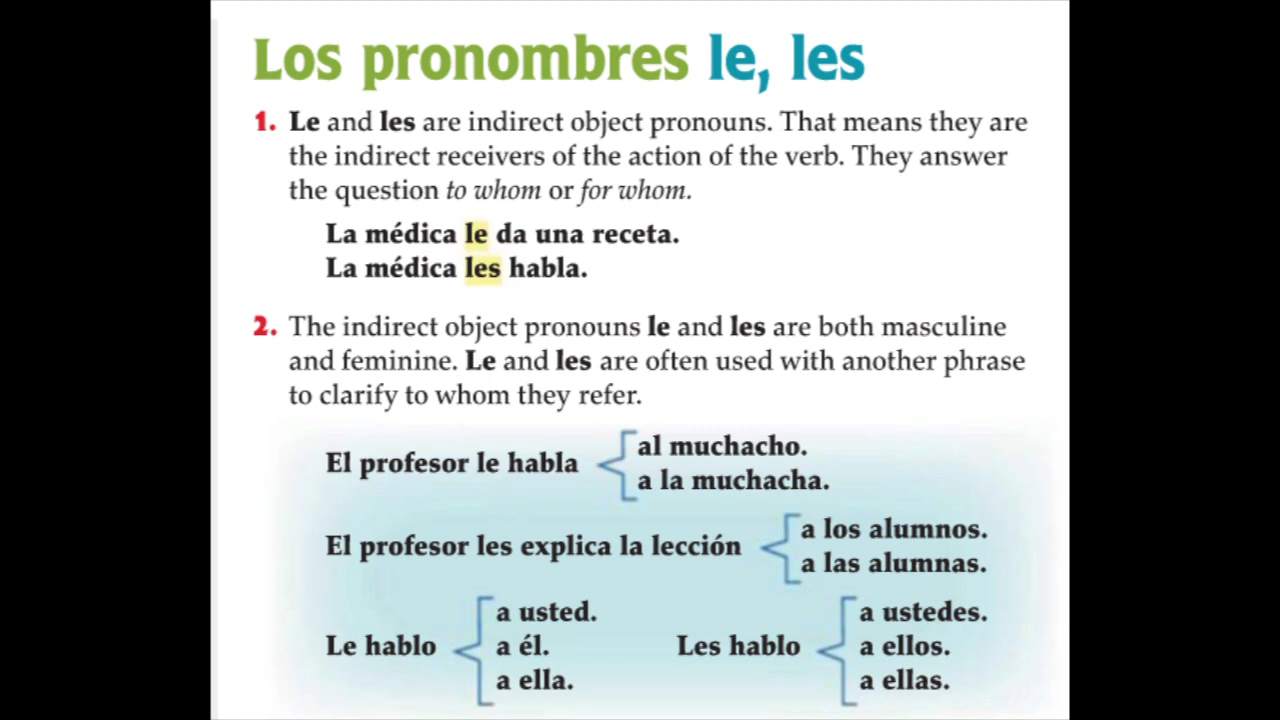 Los pronombres le, les
1. Le and les are indirect object pronouns. That means they are
the indirect receivers of the action of the verb. They answer
the question to whom or for whom.
La médica le da una receta.
La médica les habla.
2. The indirect object pronouns le and les are both masculine
and feminine. Le and les are often used with another phrase
to clarify to whom they refer.
El profesor le habla
al muchacho.
a la muchacha.
El profesor les explica la lección
a los alumnos.
a las alumnas.
Le hablo
a usted.
a él.
a ella.
Les hablo
a ustedes.
a ellos.
a ellas.